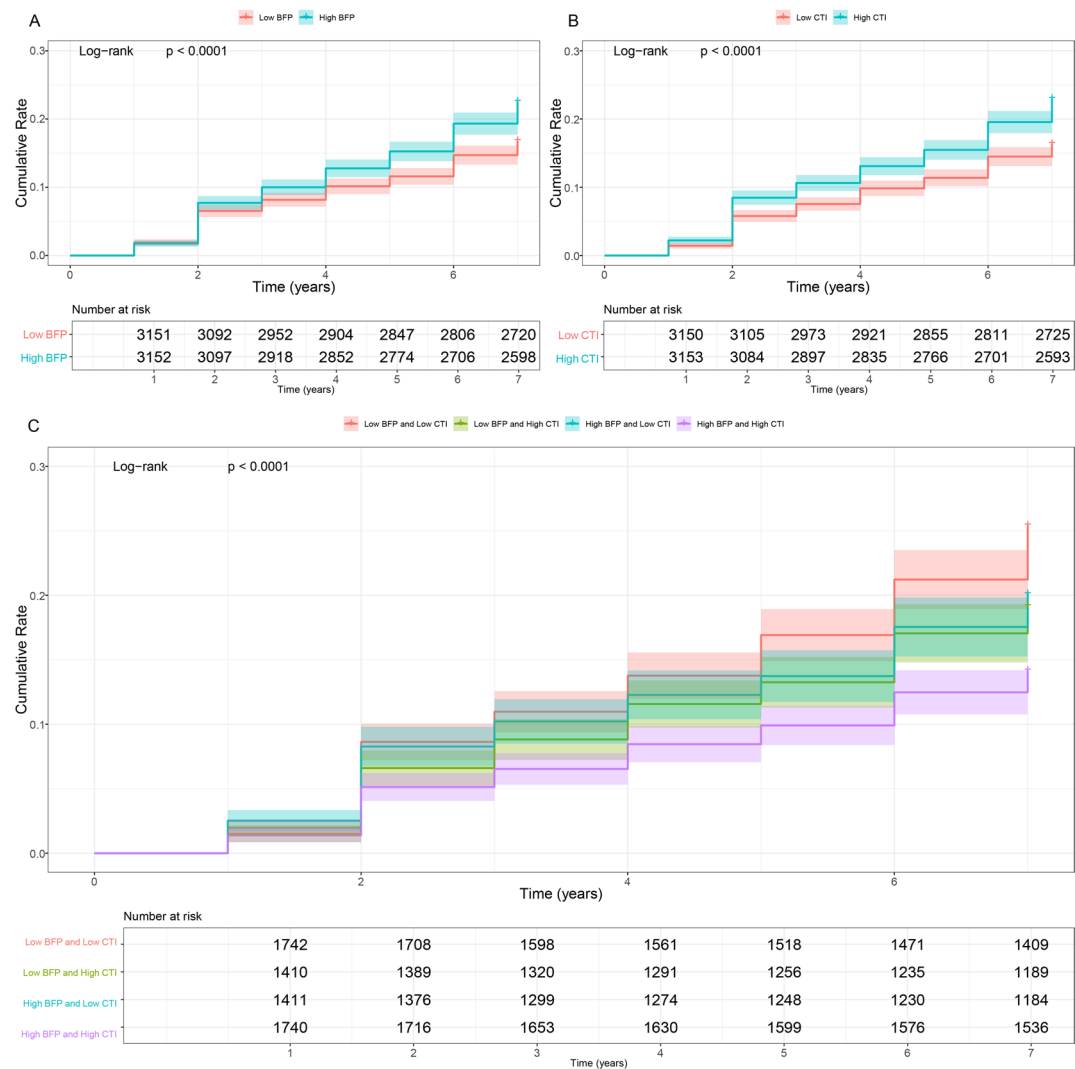 A
Low BFP High BFP
Log−rank p < 0.0001
0.3
0.2
0.1
0.0
Cumulative Rate
0 2 4 6
Time (years)
Number at risk
Low BFP 3151 3092 2952 2904 2847 2806 2720
High BFP 3152 3097 2918 2852 2774 2706 2598
1 2 3 4 5 6 7
Time (years)
B
Low CTI High CTI
Log−rank p < 0.0001
0.3
0.2
0.1
0.0
Cumulative Rate
0 2 4 6
Time (years)
Number at risk
Low CTI 3150 3105 2973 2921 2855 2811 2725
High CTI 3153 3084 2897 2835 2766 2701 2593
1 2 3 4 5 6 7
Time (years)
C
Low BFP and Low CTI Low BFP and High CTI High BFP and Low CTI High BFP and High CTI
Log−rank p < 0.0001
0.3
0.2
0.1
0.0
Cumulative Rate
0 2 4 6
Time (years)
Number at risk
Low BFP and Low CTI 1742 1708 1598 1561 1518 1471 1409
Low BFP and High CTI 1410 1389 1320 1291 1256 1235 1189
High BFP and Low CTI 1411 1376 1299 1274 1248 1230 1184
High BFP and High CTI 1740 1716 1653 1630 1599 1576 1536
1 2 3 4 5 6 7
Time (years)